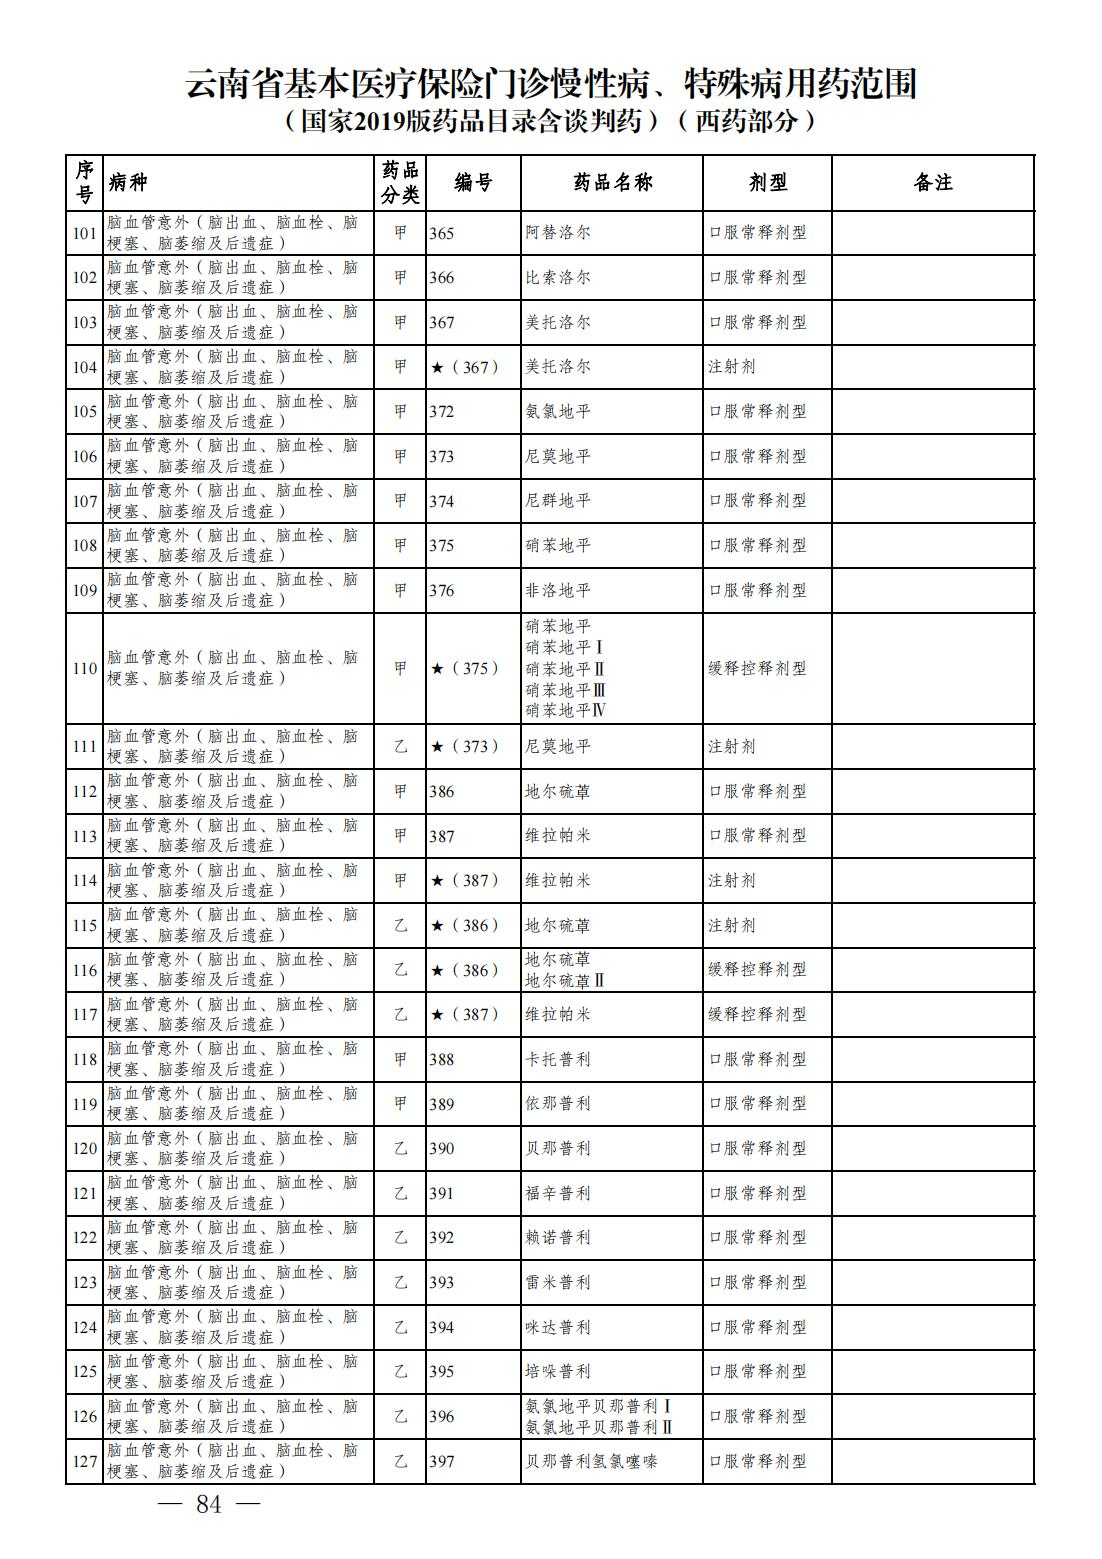 云南省基本医疗保险门诊慢性病、特殊病用药范围
（国家2019版药品目录含谈判药）（西药部分）
序号 病种 药品分类 编号 药品名称 剂型 备注
101 脑血管意外（脑出血、脑血栓、脑梗塞、脑萎缩及后遗症） 甲 365 阿替洛尔 口服常释剂型
102 脑血管意外（脑出血、脑血栓、脑梗塞、脑萎缩及后遗症） 甲 366 比索洛尔 口服常释剂型
103 脑血管意外（脑出血、脑血栓、脑梗塞、脑萎缩及后遗症） 甲 367 美托洛尔 口服常释剂型
104 脑血管意外（脑出血、脑血栓、脑梗塞、脑萎缩及后遗症） 甲 ★（367） 美托洛尔 注射剂
105 脑血管意外（脑出血、脑血栓、脑梗塞、脑萎缩及后遗症） 甲 372 氨氯地平 口服常释剂型
106 脑血管意外（脑出血、脑血栓、脑梗塞、脑萎缩及后遗症） 甲 373 尼莫地平 口服常释剂型
107 脑血管意外（脑出血、脑血栓、脑梗塞、脑萎缩及后遗症） 甲 374 尼群地平 口服常释剂型
108 脑血管意外（脑出血、脑血栓、脑梗塞、脑萎缩及后遗症） 甲 375 硝苯地平 口服常释剂型
109 脑血管意外（脑出血、脑血栓、脑梗塞、脑萎缩及后遗症） 甲 376 非洛地平 口服常释剂型
110 脑血管意外（脑出血、脑血栓、脑梗塞、脑萎缩及后遗症） 甲 ★（375） 硝苯地平 硝苯地平Ⅰ 硝苯地平Ⅱ 硝苯地平Ⅲ 硝苯地平Ⅳ 缓释控释剂型
111 脑血管意外（脑出血、脑血栓、脑梗塞、脑萎缩及后遗症） 乙 ★（373） 尼莫地平 注射剂
112 脑血管意外（脑出血、脑血栓、脑梗塞、脑萎缩及后遗症） 甲 386 地尔硫䓬 口服常释剂型
113 脑血管意外（脑出血、脑血栓、脑梗塞、脑萎缩及后遗症） 甲 387 维拉帕米 口服常释剂型
114 脑血管意外（脑出血、脑血栓、脑梗塞、脑萎缩及后遗症） 甲 ★（387） 维拉帕米 注射剂
115 脑血管意外（脑出血、脑血栓、脑梗塞、脑萎缩及后遗症） 乙 ★（386） 地尔硫䓬 注射剂
116 脑血管意外（脑出血、脑血栓、脑梗塞、脑萎缩及后遗症） 乙 ★（386） 地尔硫䓬 地尔硫䓬Ⅱ 缓释控释剂型
117 脑血管意外（脑出血、脑血栓、脑梗塞、脑萎缩及后遗症） 乙 ★（387） 维拉帕米 缓释控释剂型
118 脑血管意外（脑出血、脑血栓、脑梗塞、脑萎缩及后遗症） 甲 388 卡托普利 口服常释剂型
119 脑血管意外（脑出血、脑血栓、脑梗塞、脑萎缩及后遗症） 甲 389 依那普利 口服常释剂型
120 脑血管意外（脑出血、脑血栓、脑梗塞、脑萎缩及后遗症） 乙 390 贝那普利 口服常释剂型
121 脑血管意外（脑出血、脑血栓、脑梗塞、脑萎缩及后遗症） 乙 391 福辛普利 口服常释剂型
122 脑血管意外（脑出血、脑血栓、脑梗塞、脑萎缩及后遗症） 乙 392 赖诺普利 口服常释剂型
123 脑血管意外（脑出血、脑血栓、脑梗塞、脑萎缩及后遗症） 乙 393 雷米普利 口服常释剂型
124 脑血管意外（脑出血、脑血栓、脑梗塞、脑萎缩及后遗症） 乙 394 咪达普利 口服常释剂型
125 脑血管意外（脑出血、脑血栓、脑梗塞、脑萎缩及后遗症） 乙 395 培哚普利 口服常释剂型
126 脑血管意外（脑出血、脑血栓、脑梗塞、脑萎缩及后遗症） 乙 396 氨氯地平贝那普利Ⅰ 氨氯地平贝那普利Ⅱ 口服常释剂型
127 脑血管意外（脑出血、脑血栓、脑梗塞、脑萎缩及后遗症） 乙 397 贝那普利氢氯噻嗪 口服常释剂型
— 84 —